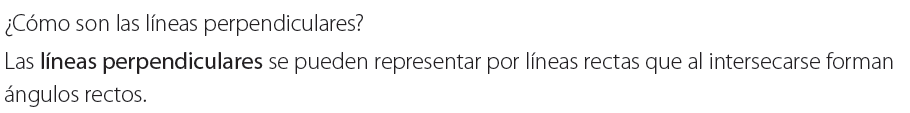 ¿Cómo son las líneas perpendiculares?
Las líneas perpendiculares se pueden representar por líneas rectas que al intersecarse forman
ángulos rectos.